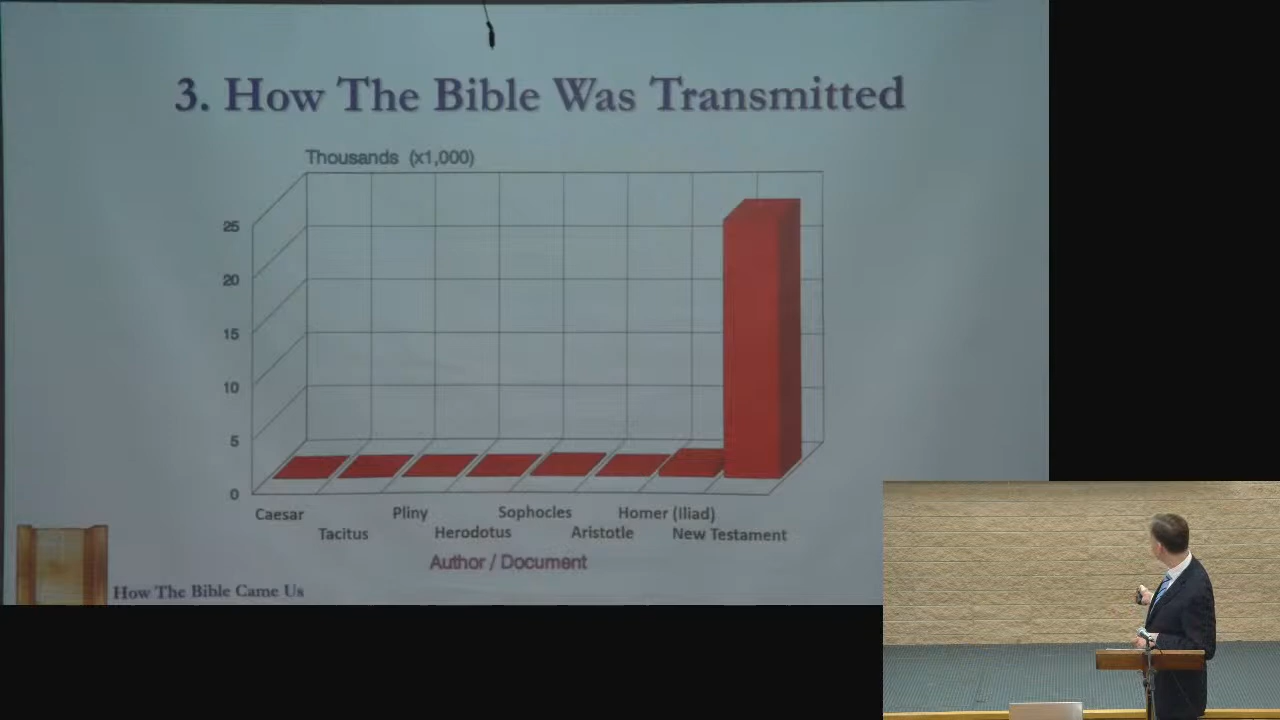 3. How The Bible Was Transmitted
Thousands (x1,000)
25
20
15
10
5
0
Caesar
Tacitus
Pliny
Herodotus
Sophocles
Aristotle
Homer (Iliad)
New Testament
Author / Document
How The Bible Came Us